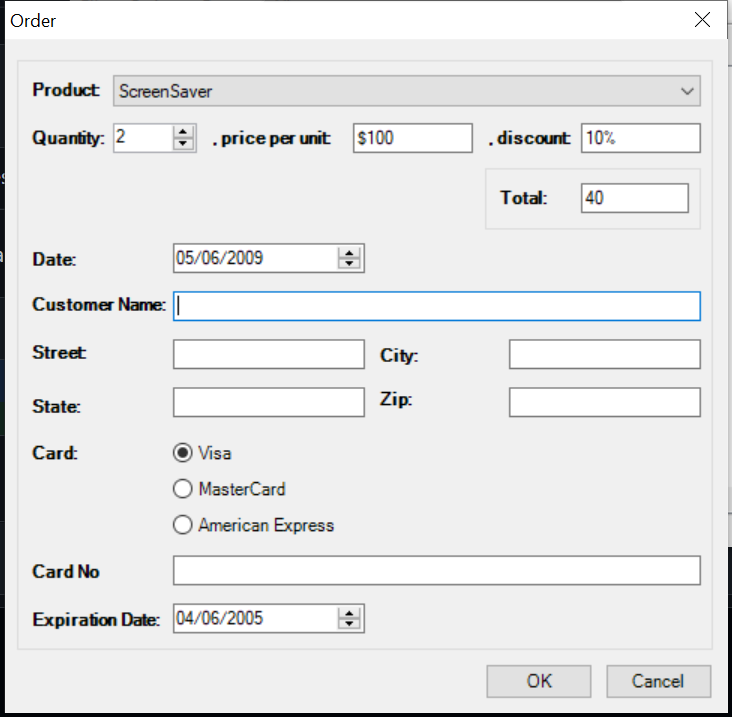 Order
Product: ScreenSaver
Quantity: 2 , price per unit: $100 , discount: 10%
Total: 40
Date: 05/06/2009
Customer Name:
Street: City:
State: Zip:
Card: Visa
MasterCard
American Express
Card No
Expiration Date: 04/06/2005
OK Cancel